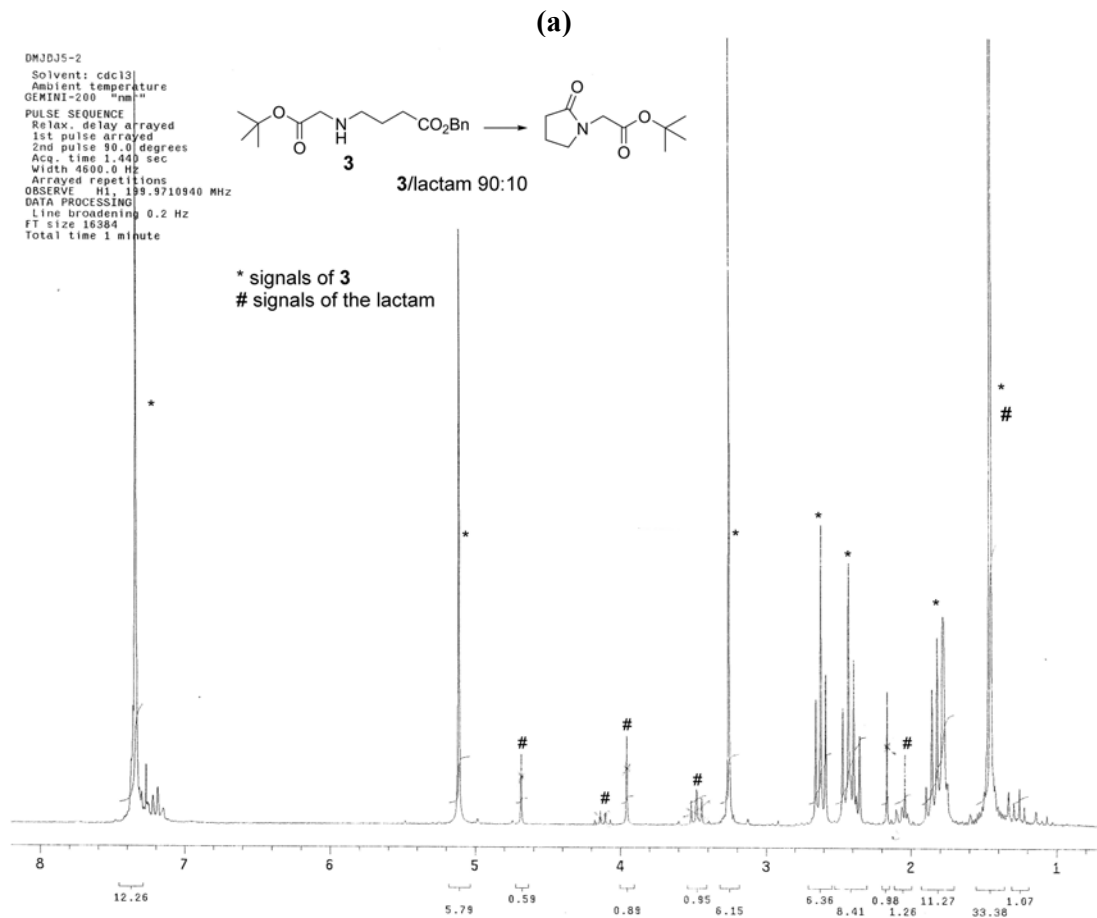 (a)
DMJDJ5-2
Solvent: cdcl3
Ambient temperature
GEMINI-200 "nmr"
PULSE SEQUENCE
Relax. delay arrayed
1st pulse arrayed
2nd pulse 90.0 degrees
Acq. time 1.440 sec
Width 4600.0 Hz
Arrayed repetitions
OBSERVE H1, 199.9710940 MHz
DATA PROCESSING
Line broadening 0.2 Hz
FT size 16384
Total time 1 minute
O O N H CO2Bn
3
O N O O
3/lactam 90:10
* signals of 3
# signals of the lactam
* * * * * * * #
# # # # #
8 7 6 5 4 3 2 1
12.26 5.79 0.59 0.89 0.95 6.15 6.36 8.41 0.98 1.26 11.27 33.38 1.07